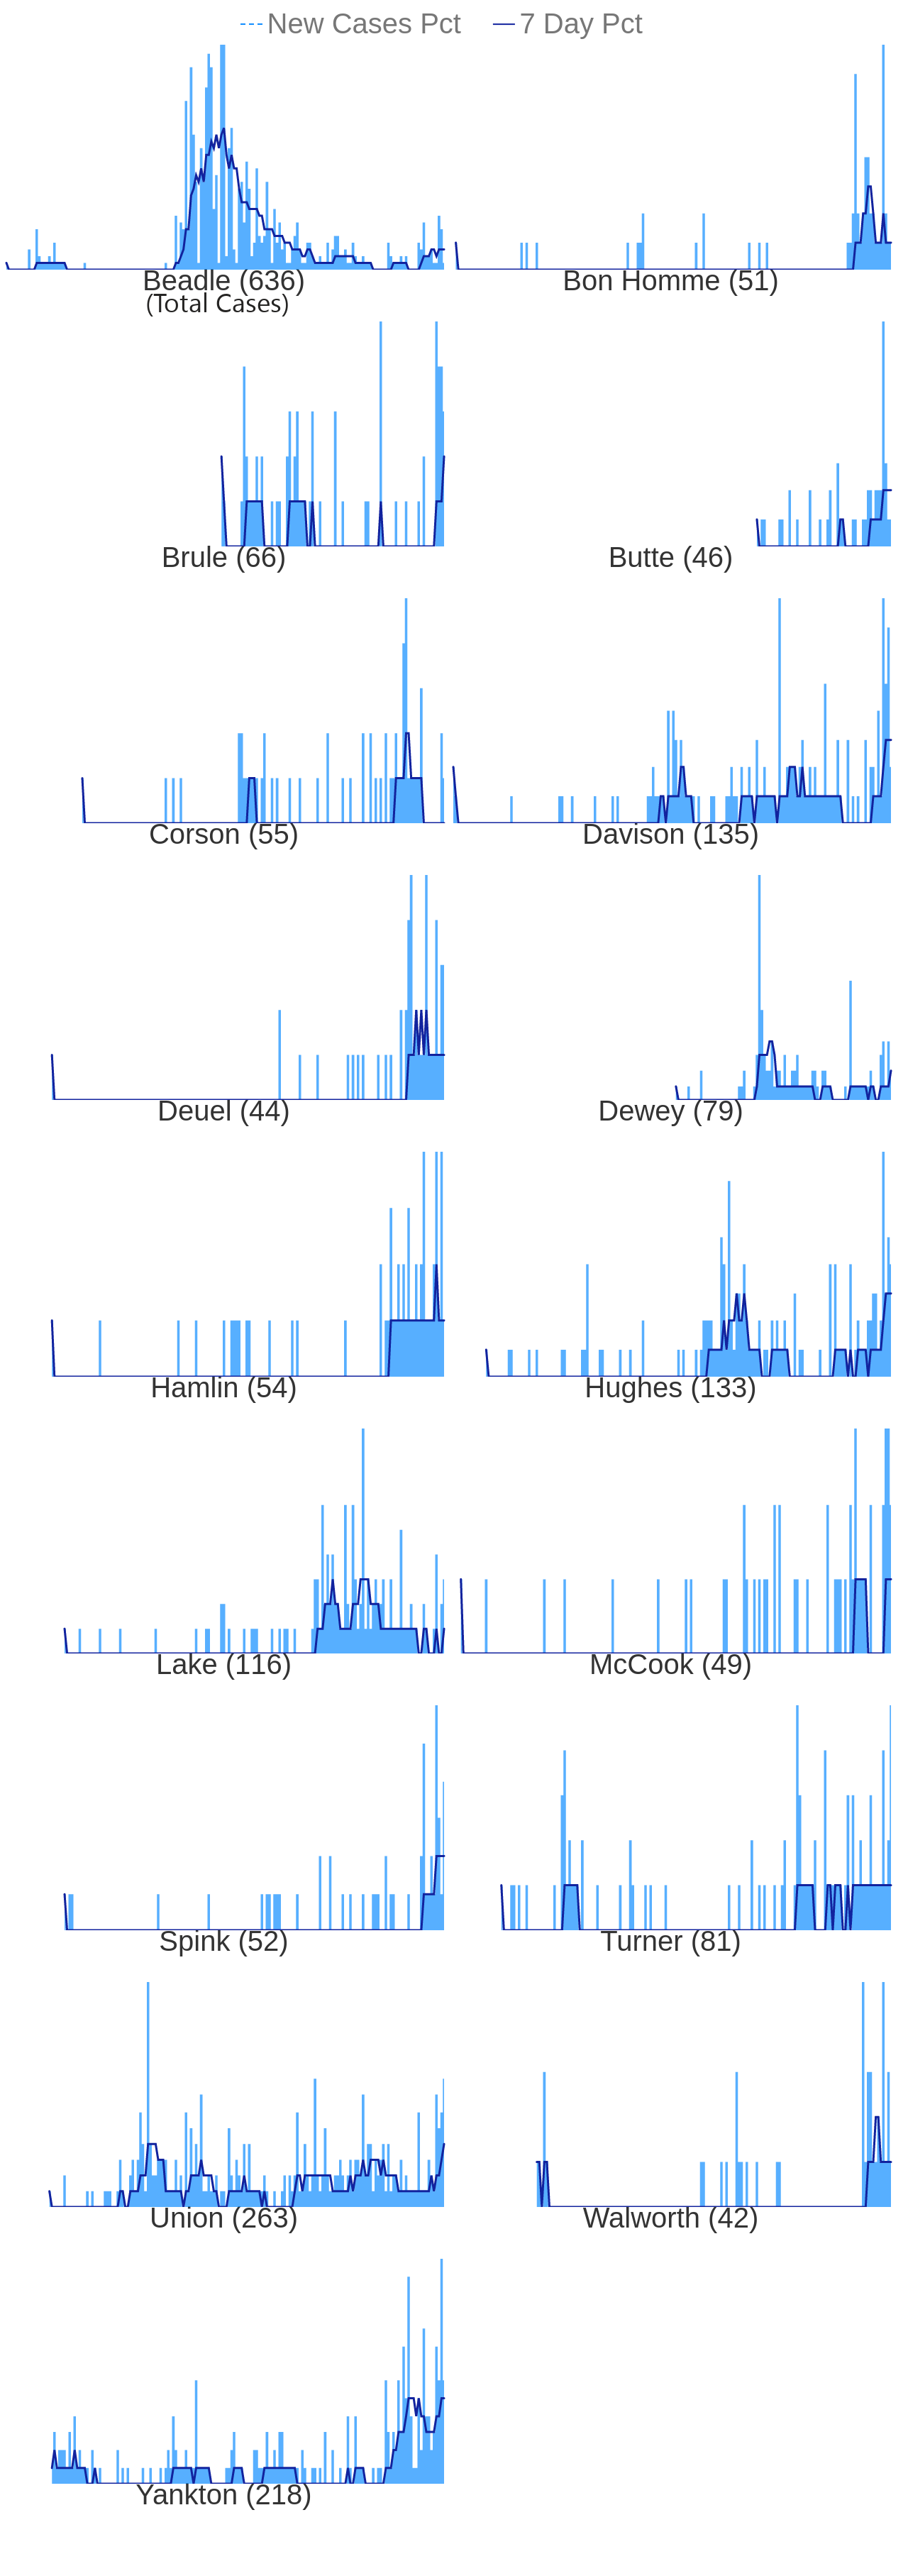 New Cases Pct 7 Day Pct
Beadle (636) Bon Homme (51)
(Total Cases)
Brule (66) Butte (46)
Corson (55) Davison (135)
Deuel (44) Dewey (79)
Hamlin (54) Hughes (133)
Lake (116) McCook (49)
Spink (52) Turner (81)
Union (263) Walworth (42)
Yankton (218)